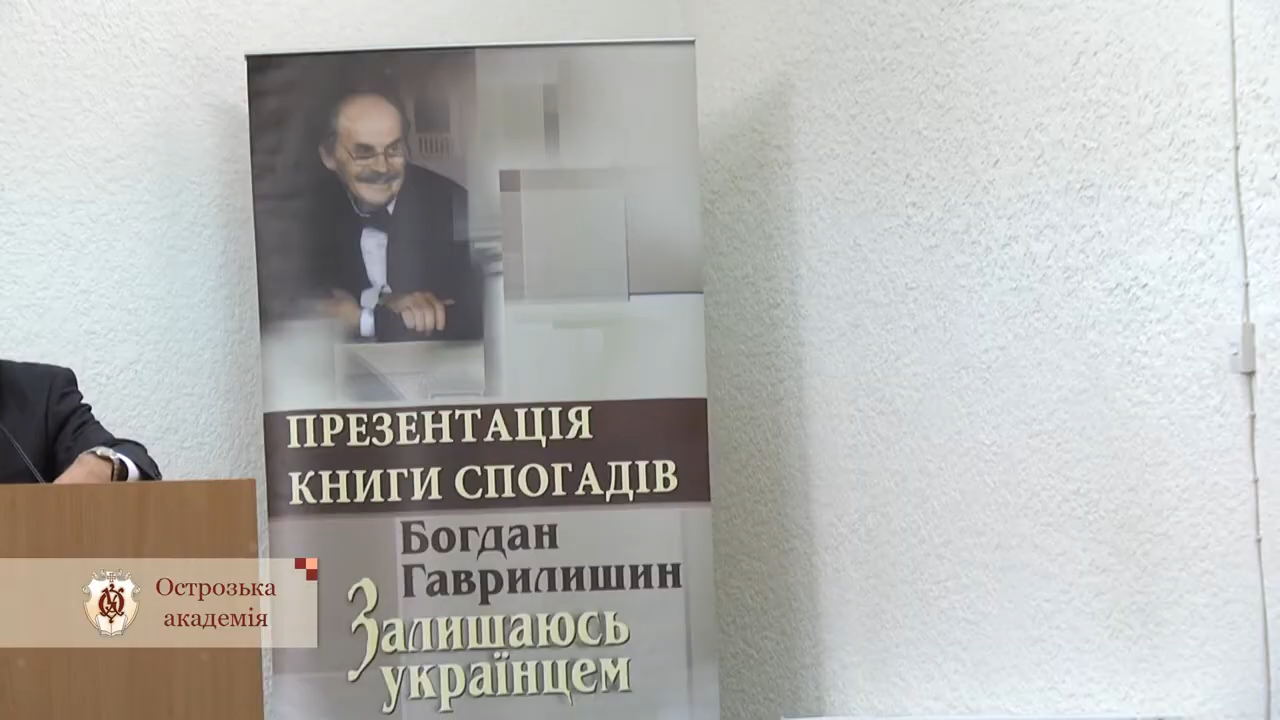 ПРЕЗЕНТАЦІЯ
КНИГИ СПОГАДІВ
Богдан
Гаврилишин
Залишаюсь
українцем
Острозька
академія